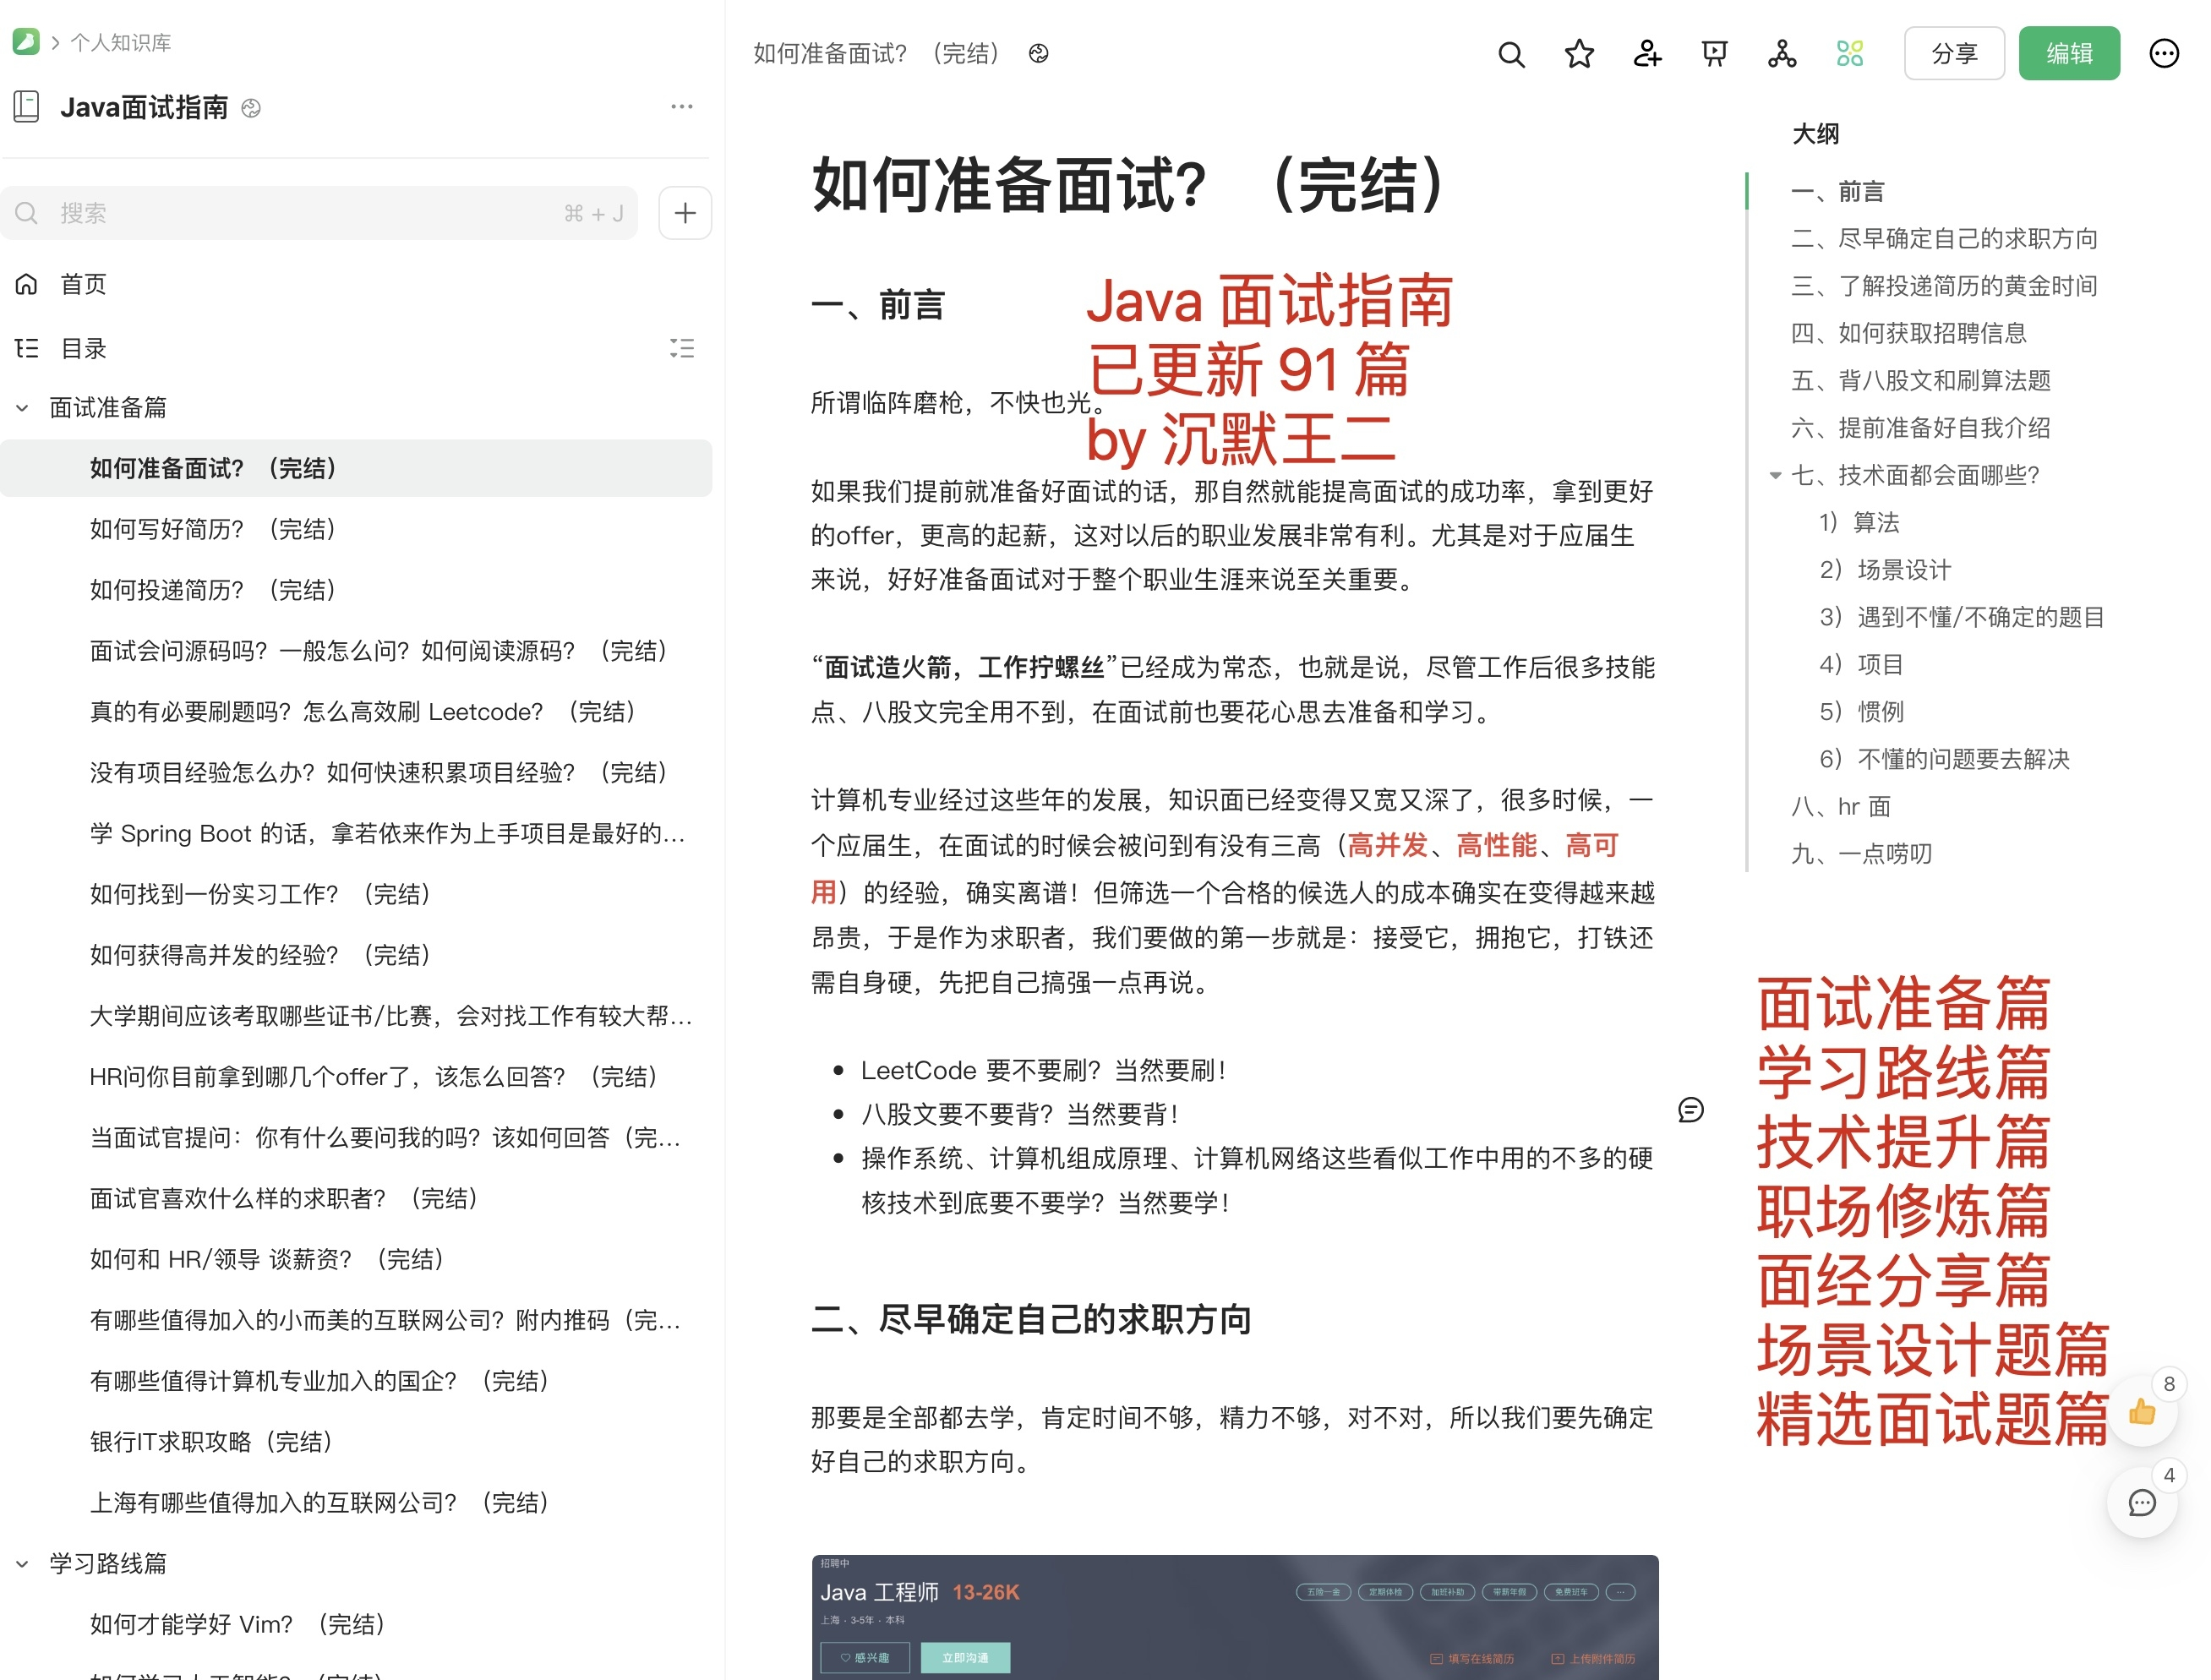 个人知识库
Java面试指南
搜索
⌘ + J
首页
目录
面试准备篇
如何准备面试？（完结）
如何写好简历？（完结）
如何投递简历？（完结）
面试会问源码吗？一般怎么问？如何阅读源码？（完结）
真的有必要刷题吗？怎么高效刷 Leetcode？（完结）
没有项目经验怎么办？如何快速积累项目经验？（完结）
学 Spring Boot 的话，拿若依来作为上手项目是最好的...
如何找到一份实习工作？（完结）
如何获得高并发的经验？（完结）
大学期间应该考取哪些证书/比赛，会对找工作有较大帮...
HR问你目前拿到哪几个offer了，该怎么回答？（完结）
当面试官提问：你有什么要问我的吗？该如何回答（完...
面试官喜欢什么样的求职者？（完结）
如何和 HR/领导 谈薪资？（完结）
有哪些值得加入的小而美的互联网公司？附内推码（完...
有哪些值得计算机专业加入的国企？（完结）
银行IT求职攻略（完结）
上海有哪些值得加入的互联网公司？（完结）
学习路线篇
如何才能学好 Vim？（完结）
如何准备面试？（完结）
分享
编辑
如何准备面试？（完结）
一、前言
Java 面试指南
已更新 91 篇
by 沉默王二
所谓临阵磨枪，不快也光。
如果我们提前就准备好面试的话，那自然就能提高面试的成功率，拿到更好
的offer，更高的起薪，这对以后的职业发展非常有利。尤其是对于应届生
来说，好好准备面试对于整个职业生涯来说至关重要。
“面试造火箭，工作拧螺丝”已经成为常态，也就是说，尽管工作后很多技能
点、八股文完全用不到，在面试前也要花心思去准备和学习。
计算机专业经过这些年的发展，知识面已经变得又宽又深了，很多时候，一
个应届生，在面试的时候会被问到有没有三高（高并发、高性能、高可
用）的经验，确实离谱！但筛选一个合格的候选人的成本确实在变得越来越
昂贵，于是作为求职者，我们要做的第一步就是：接受它，拥抱它，打铁还
需自身硬，先把自己搞强一点再说。
LeetCode 要不要刷？当然要刷！
八股文要不要背？当然要背！
操作系统、计算机组成原理、计算机网络这些看似工作中用的不多的硬
核技术到底要不要学？当然要学！
二、尽早确定自己的求职方向
那要是全部都去学，肯定时间不够，精力不够，对不对，所以我们要先确定
好自己的求职方向。
招聘中
Java 工程师 13-26K
上海 · 3-5年 · 本科
五险一金 定期体检 加班补助 带薪年假 免费班车 ...
感兴趣
立即沟通
填写在线简历
上传附件简历
大纲
一、前言
二、尽早确定自己的求职方向
三、了解投递简历的黄金时间
四、如何获取招聘信息
五、背八股文和刷算法题
六、提前准备好自我介绍
七、技术面都会面哪些？
1）算法
2）场景设计
3）遇到不懂/不确定的题目
4）项目
5）惯例
6）不懂的问题要去解决
八、hr 面
九、一点唠叨
面试准备篇
学习路线篇
技术提升篇
职场修炼篇
面经分享篇
场景设计题篇
精选面试题篇
8
4